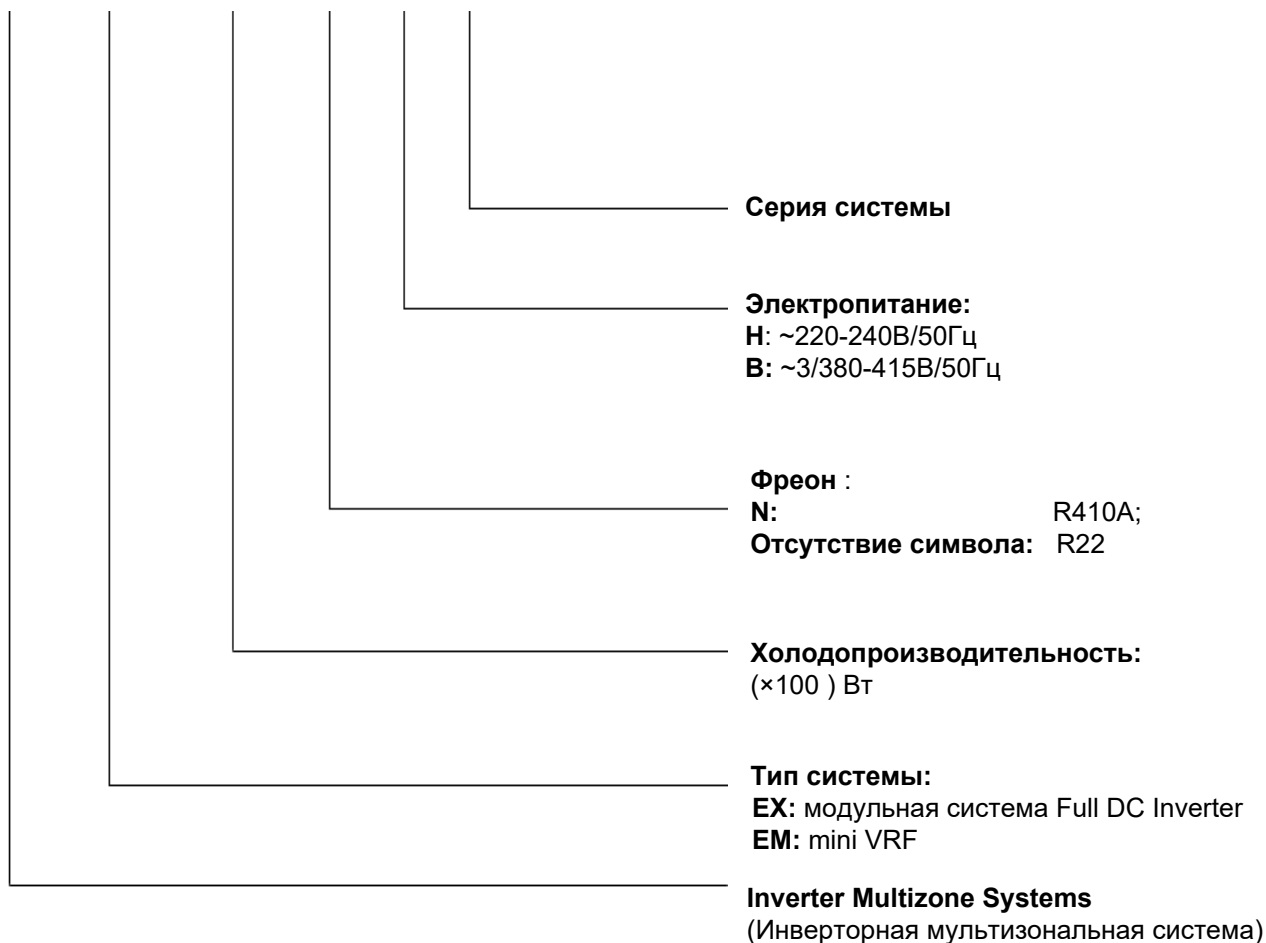 Серия системы
Электропитание:
H: ~220-240В/50Гц
B: ~3/380-415В/50Гц
Фреон :
N: R410A;
Отсутствие символа: R22
Холодопроизводительность:
(×100 ) Вт
Тип системы:
EX: модульная система Full DC Inverter
EM: mini VRF
Inverter Multizone Systems
(Инверторная мультизональная система)